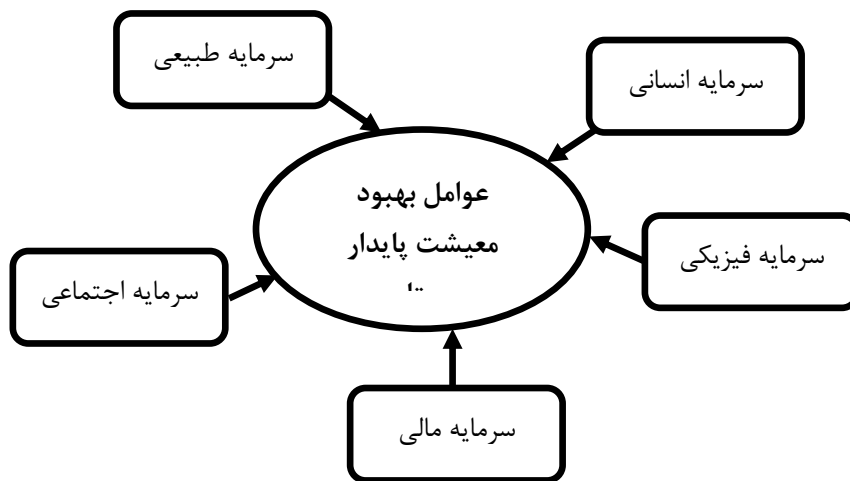 سرمایه طبیعی
سرمایه انسانی
عوامل بهبود
معیشت پایدار
سرمایه فیزیکی
سرمایه اجتماعی
سرمایه مالی